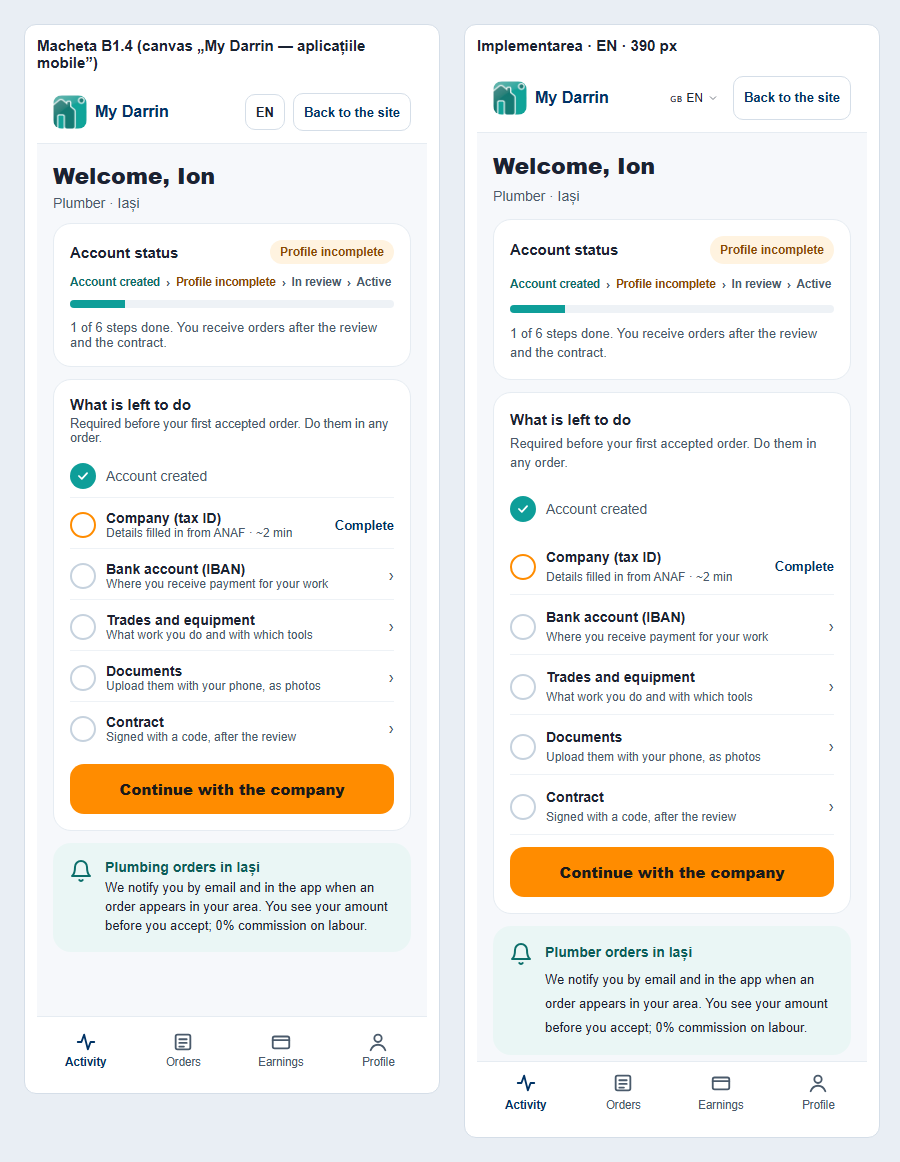 Macheta B1.4 (canvas „My Darrin — aplicațiile
mobile”)
My Darrin
EN
Back to the site
Welcome, Ion
Plumber · Iași
Account status
Profile incomplete
Account created › Profile incomplete › In review › Active
1 of 6 steps done. You receive orders after the review
and the contract.
What is left to do
Required before your first accepted order. Do them in any
order.
Account created
Company (tax ID)
Details filled in from ANAF · ~2 min
Complete
Bank account (IBAN)
Where you receive payment for your work
›
Trades and equipment
What work you do and with which tools
›
Documents
Upload them with your phone, as photos
›
Contract
Signed with a code, after the review
›
Continue with the company
Plumbing orders in Iași
We notify you by email and in the app when an
order appears in your area. You see your amount
before you accept; 0% commission on labour.
Activity
Orders
Earnings
Profile
Implementarea · EN · 390 px
My Darrin
GB EN
Back to the site
Welcome, Ion
Plumber · Iași
Account status
Profile incomplete
Account created › Profile incomplete › In review › Active
1 of 6 steps done. You receive orders after the review
and the contract.
What is left to do
Required before your first accepted order. Do them in
any order.
Account created
Company (tax ID)
Details filled in from ANAF · ~2 min
Complete
Bank account (IBAN)
Where you receive payment for your work
›
Trades and equipment
What work you do and with which tools
›
Documents
Upload them with your phone, as photos
›
Contract
Signed with a code, after the review
›
Continue with the company
Plumber orders in Iași
We notify you by email and in the app when an
order appears in your area. You see your amount
before you accept; 0% commission on labour.
Activity
Orders
Earnings
Profile